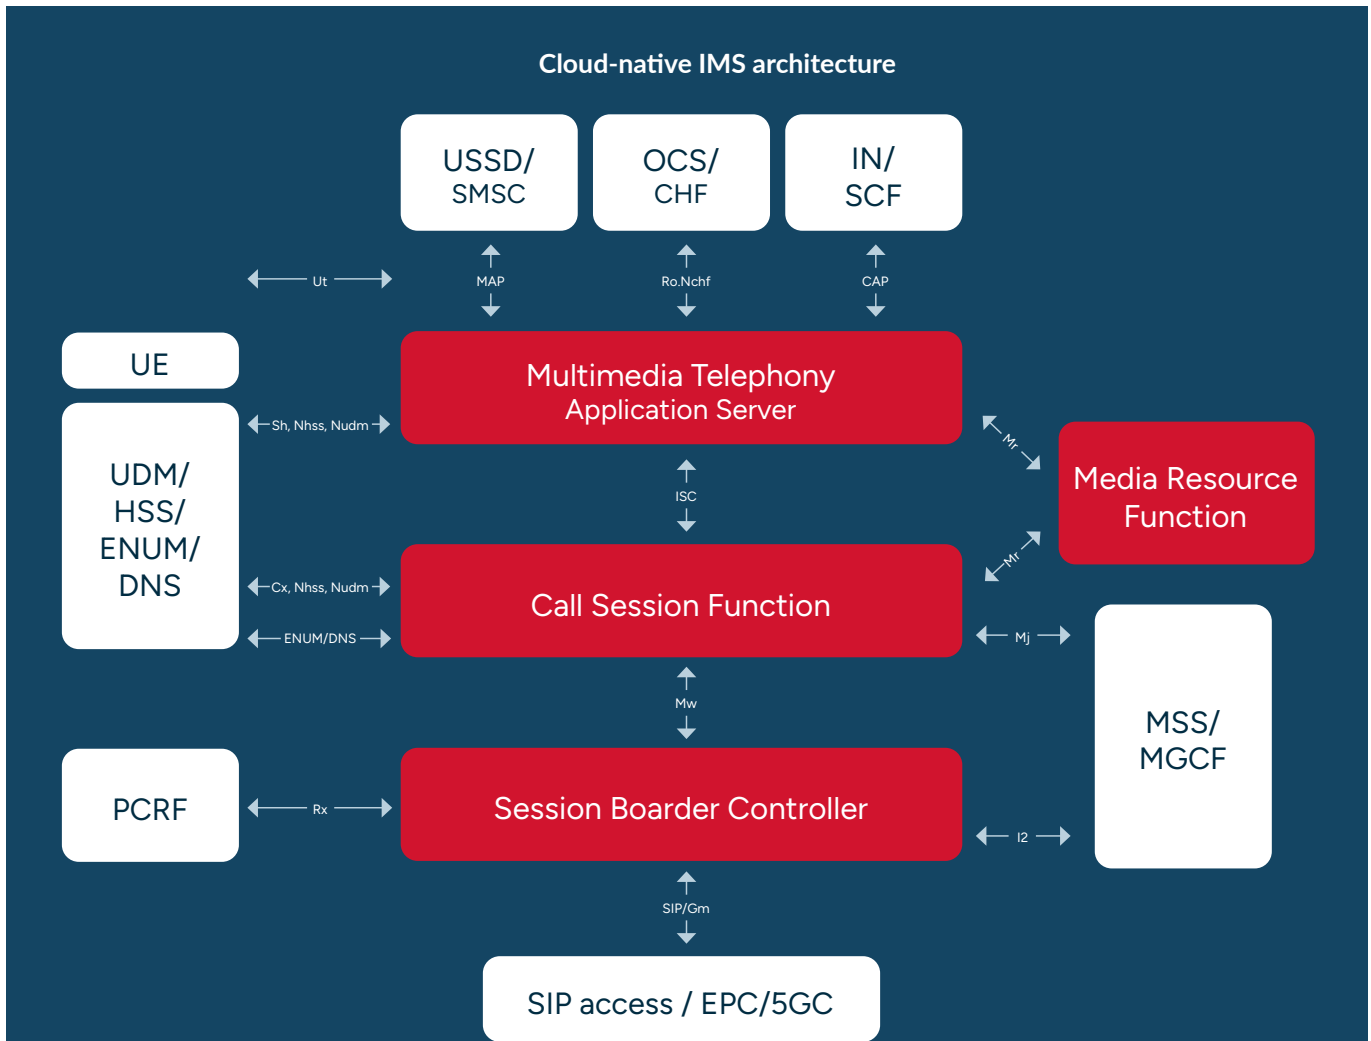 Cloud-native IMS architecture
USSD/
SMSC
OCS/
CHF
IN/
SCF
Ut
MAP
Ro.Nchf
CAP
UE
Multimedia Telephony
Application Server
Sh, Nhss, Nudm
Mr
UDM/
HSS/
ENUM/
DNS
ISC
Media Resource
Function
Mr
Cx, Nhss, Nudm
Call Session Function
ENUM/DNS
Mj
Mw
MSS/
MGCF
PCRF
Rx
Session Boarder Controller
I2
SIP/Gm
SIP access / EPC/5GC